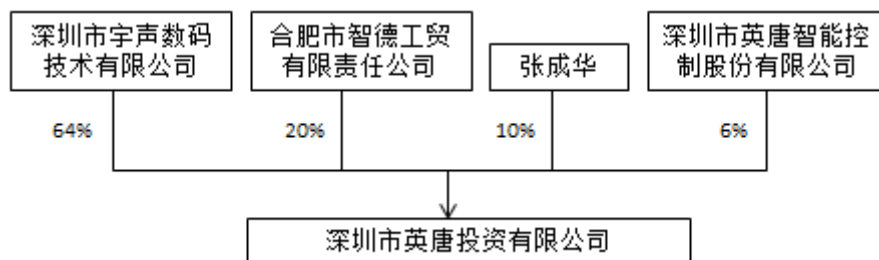 深圳市宇声数码
技术有限公司
合肥市智德工贸
有限责任公司
张成华
深圳市英唐智能控
制股份有限公司
64%
20%
10%
6%
深圳市英唐投资有限公司